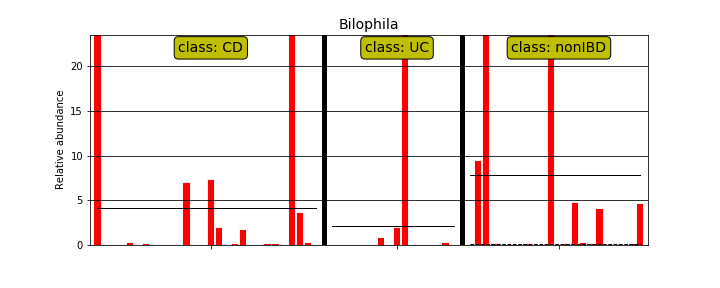 Bilophila
class: CD
class: UC
class: nonIBD
Relative abundance
20
15
10
5
0